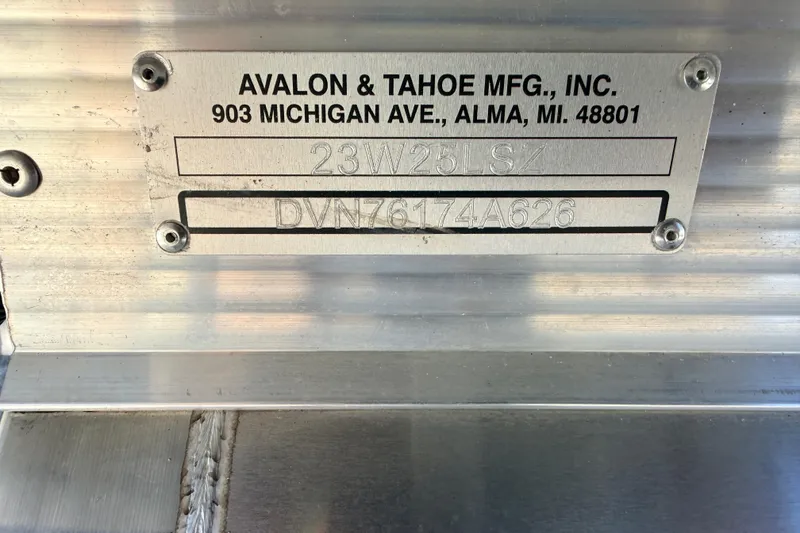 AVALON & TAHOE MFG., INC.
903 MICHIGAN AVE., ALMA, MI. 48801
23W25LSZ
DVN76174A626